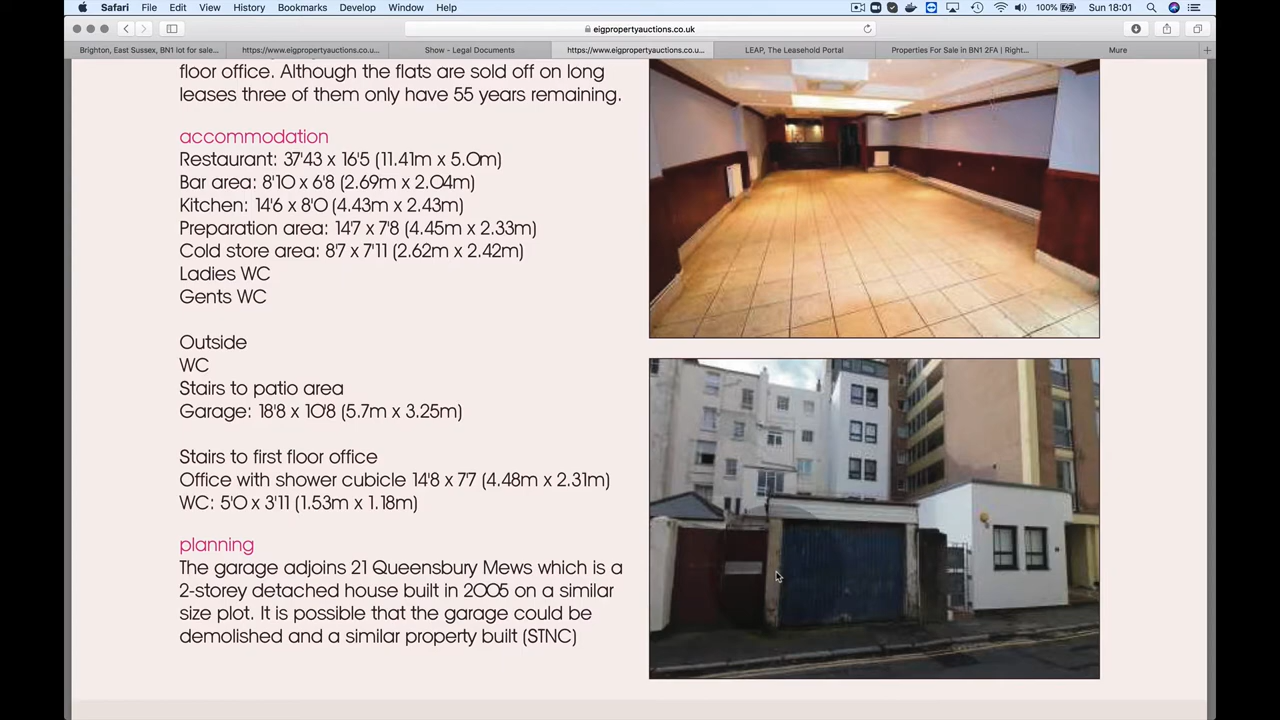 Safari File Edit View History Bookmarks Develop Window Help 100% Sun 18:01
eigpropertyauctions.co.uk
Brighton, East Sussex, BN1 lot for sale... https://www.eigpropertyauctions.co.u... Show - Legal Documents https://www.eigpropertyauctions.co.u... LEAP, The Leasehold Portal Properties For Sale in BN1 2FA | Right... More
floor office. Although the flats are sold off on long
leases three of them only have 55 years remaining.
accommodation
Restaurant: 37'43 x 16'5 (11.41m x 5.0m)
Bar area: 8'10 x 6'8 (2.69m x 2.04m)
Kitchen: 14'6 x 8'0 (4.43m x 2.43m)
Preparation area: 14'7 x 7'8 (4.45m x 2.33m)
Cold store area: 8'7 x 7'11 (2.62m x 2.42m)
Ladies WC
Gents WC
Outside
WC
Stairs to patio area
Garage: 18'8 x 10'8 (5.7m x 3.25m)
Stairs to first floor office
Office with shower cubicle 14'8 x 7'7 (4.48m x 2.31m)
WC: 5'0 x 3'11 (1.53m x 1.18m)
planning
The garage adjoins 21 Queensbury Mews which is a
2-storey detached house built in 2005 on a similar
size plot. It is possible that the garage could be
demolished and a similar property built (STNC)